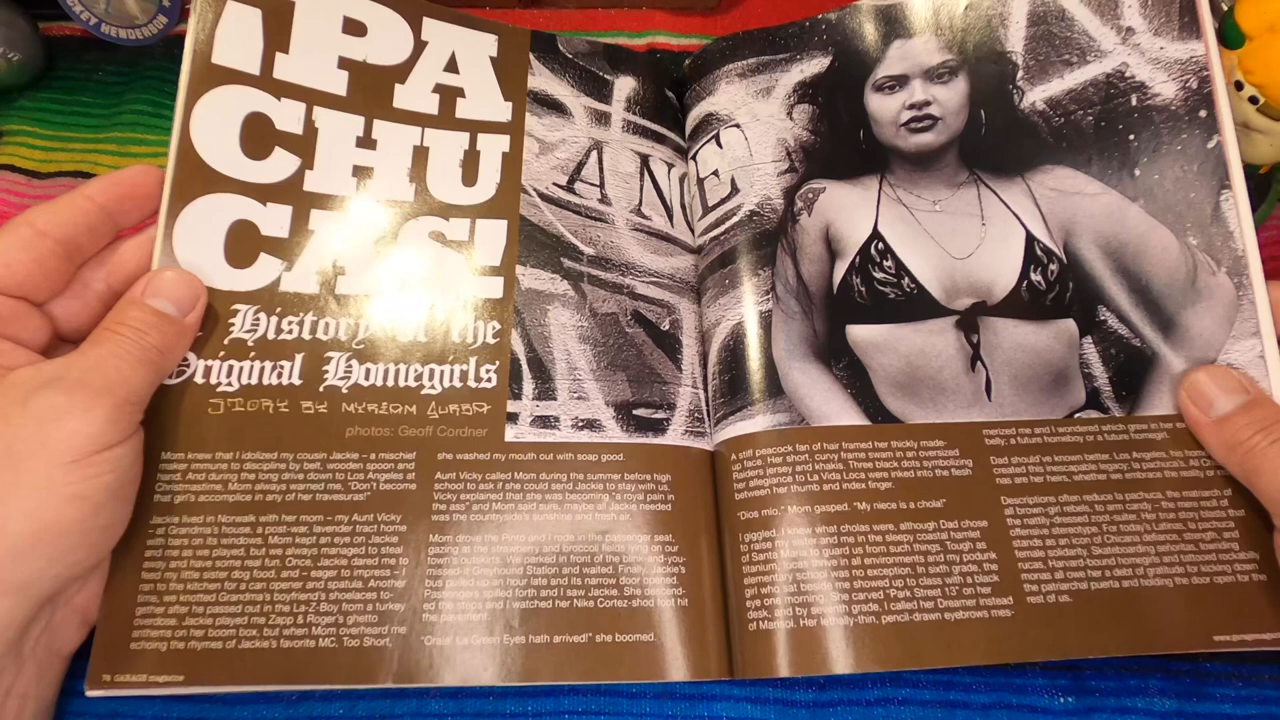 CKEY HENDERSON
¡PA
CHU
CAS!
History of the
Original Homegirls
STORY BY MYRIAM GURBA
photos: Geoff Cordner
ANE
Mom knew that I idolized my cousin Jackie – a mischief
maker immune to discipline by belt, wooden spoon and
hand. And during the long drive down to Los Angeles at
Christmastime, Mom always warned me, "Don't become
that girl's accomplice in any of her travesuras!"
Jackie lived in Norwalk with her mom – my Aunt Vicky
– at Grandma's house, a post-war, lavender tract home
with bars on its windows. Mom kept an eye on Jackie
and me as we played, but we always managed to steal
away and have some real fun. Once, Jackie dared me to
feed my little sister dog food, and – eager to impress – I
ran to the kitchen for a can opener and spatula. Another
time, we knotted Grandma's boyfriend's shoelaces to-
gether after he passed out in the La-Z-Boy from a turkey
overdose. Jackie played me Zapp & Roger's ghetto
anthems on her boom box, but when Mom overheard me
echoing the rhymes of Jackie's favorite MC, Too Short,
she washed my mouth out with soap good.
Aunt Vicky called Mom during the summer before high
school to ask if she could send Jackie to stay with us.
Vicky explained that she was becoming "a royal pain in
the ass" and Mom said sure, maybe all Jackie needed
was the countryside's sunshine and fresh air.
Mom drove the Pinto and I rode in the passenger seat,
gazing at the strawberry and broccoli fields lying on our
town's outskirts. We parked in front of the blink-and-you-
missed-it Greyhound Station and waited. Finally, Jackie's
bus pulled up an hour late and its narrow door opened.
Passengers spilled forth and I saw Jackie. She descend-
ed the steps and I watched her Nike Cortez-shod foot hit
the pavement.
"Orale! La Green Eyes hath arrived!" she boomed.
A stiff peacock fan of hair framed her thickly made-
up face. Her short, curvy frame swam in an oversized
Raiders jersey and khakis. Three black dots symbolizing
her allegiance to La Vida Loca were inked into the flesh
between her thumb and index finger.
"Dios mío," Mom gasped. "My niece is a chola!"
I giggled. I knew what cholas were, although Dad chose
to raise my sister and me in the sleepy coastal hamlet
of Santa Maria to guard us from such things. Tough as
titanium, locas thrive in all environments and my podunk
elementary school was no exception. In sixth grade, the
girl who sat beside me showed up to class with a black
eye one morning. She carved "Park Street 13" on her
desk, and by seventh grade, I called her Dreamer instead
of Marisol. Her lethally-thin, pencil-drawn eyebrows mes-
merized me and I wondered which grew in her
belly; a future homeboy or a future homegirl.
Dad should've known better. Los Angeles, his
created this inescapable legacy: la pachuca's. All
nas are her heirs, whether we embrace the reality
Descriptions often reduce la pachuca, the matriarch of
all brown-girl rebels, to arm candy – the mere moll of
the nattily-dressed zoot-suiter. Her true story blasts that
offensive stereotype. For today's Latinas, la pachuca
stands as an icon of Chicana defiance, strength, and
female solidarity. Skateboarding señoritas, founding
rucas, Harvard-bound homegirls and tattooed rockabilly
monas all owe her a debt of gratitude for kicking down
the patriarchal puerta and holding the door open for the
rest of us.
78 GARAGE magazine